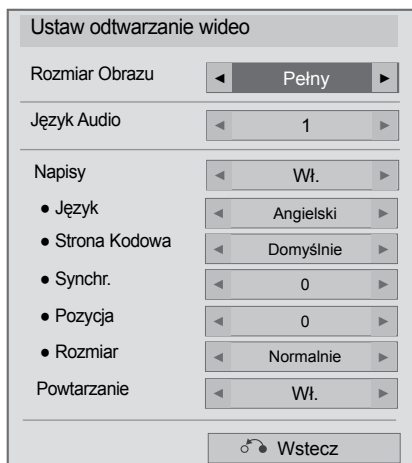 Ustaw odtwarzanie wideo
Rozmiar Obrazu ◄ Pełny ►
Język Audio ◄ 1 ►
Napisy ◄ Wł. ►
● Język ◄ Angielski ►
● Strona Kodowa ◄ Domyślnie ►
● Synchr. ◄ 0 ►
● Pozycja ◄ 0 ►
● Rozmiar ◄ Normalnie ►
Powtarzanie ◄ Wł. ►
Wstecz